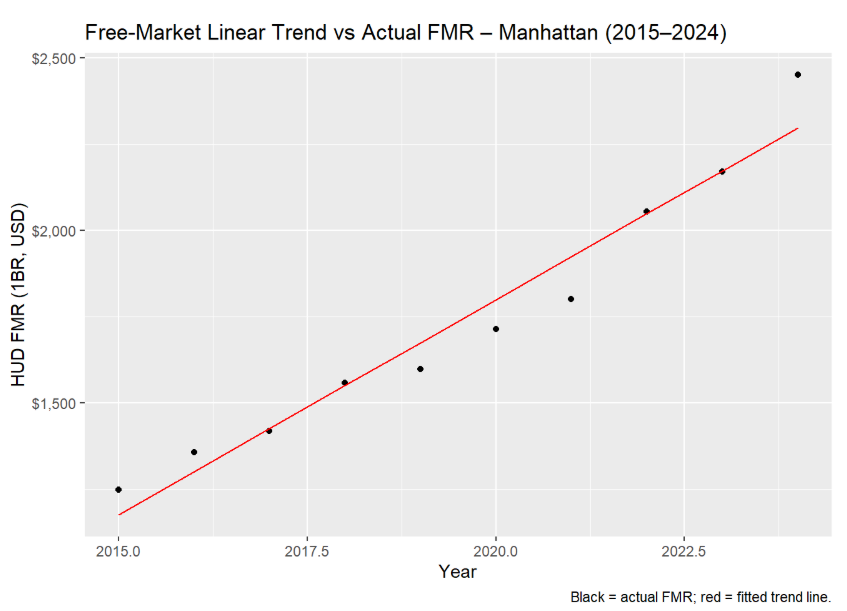 Free-Market Linear Trend vs Actual FMR – Manhattan (2015–2024)
HUD FMR (1BR, USD)
$2,500
$2,000
$1,500
2015.0 2017.5 2020.0 2022.5
Year
Black = actual FMR; red = fitted trend line.